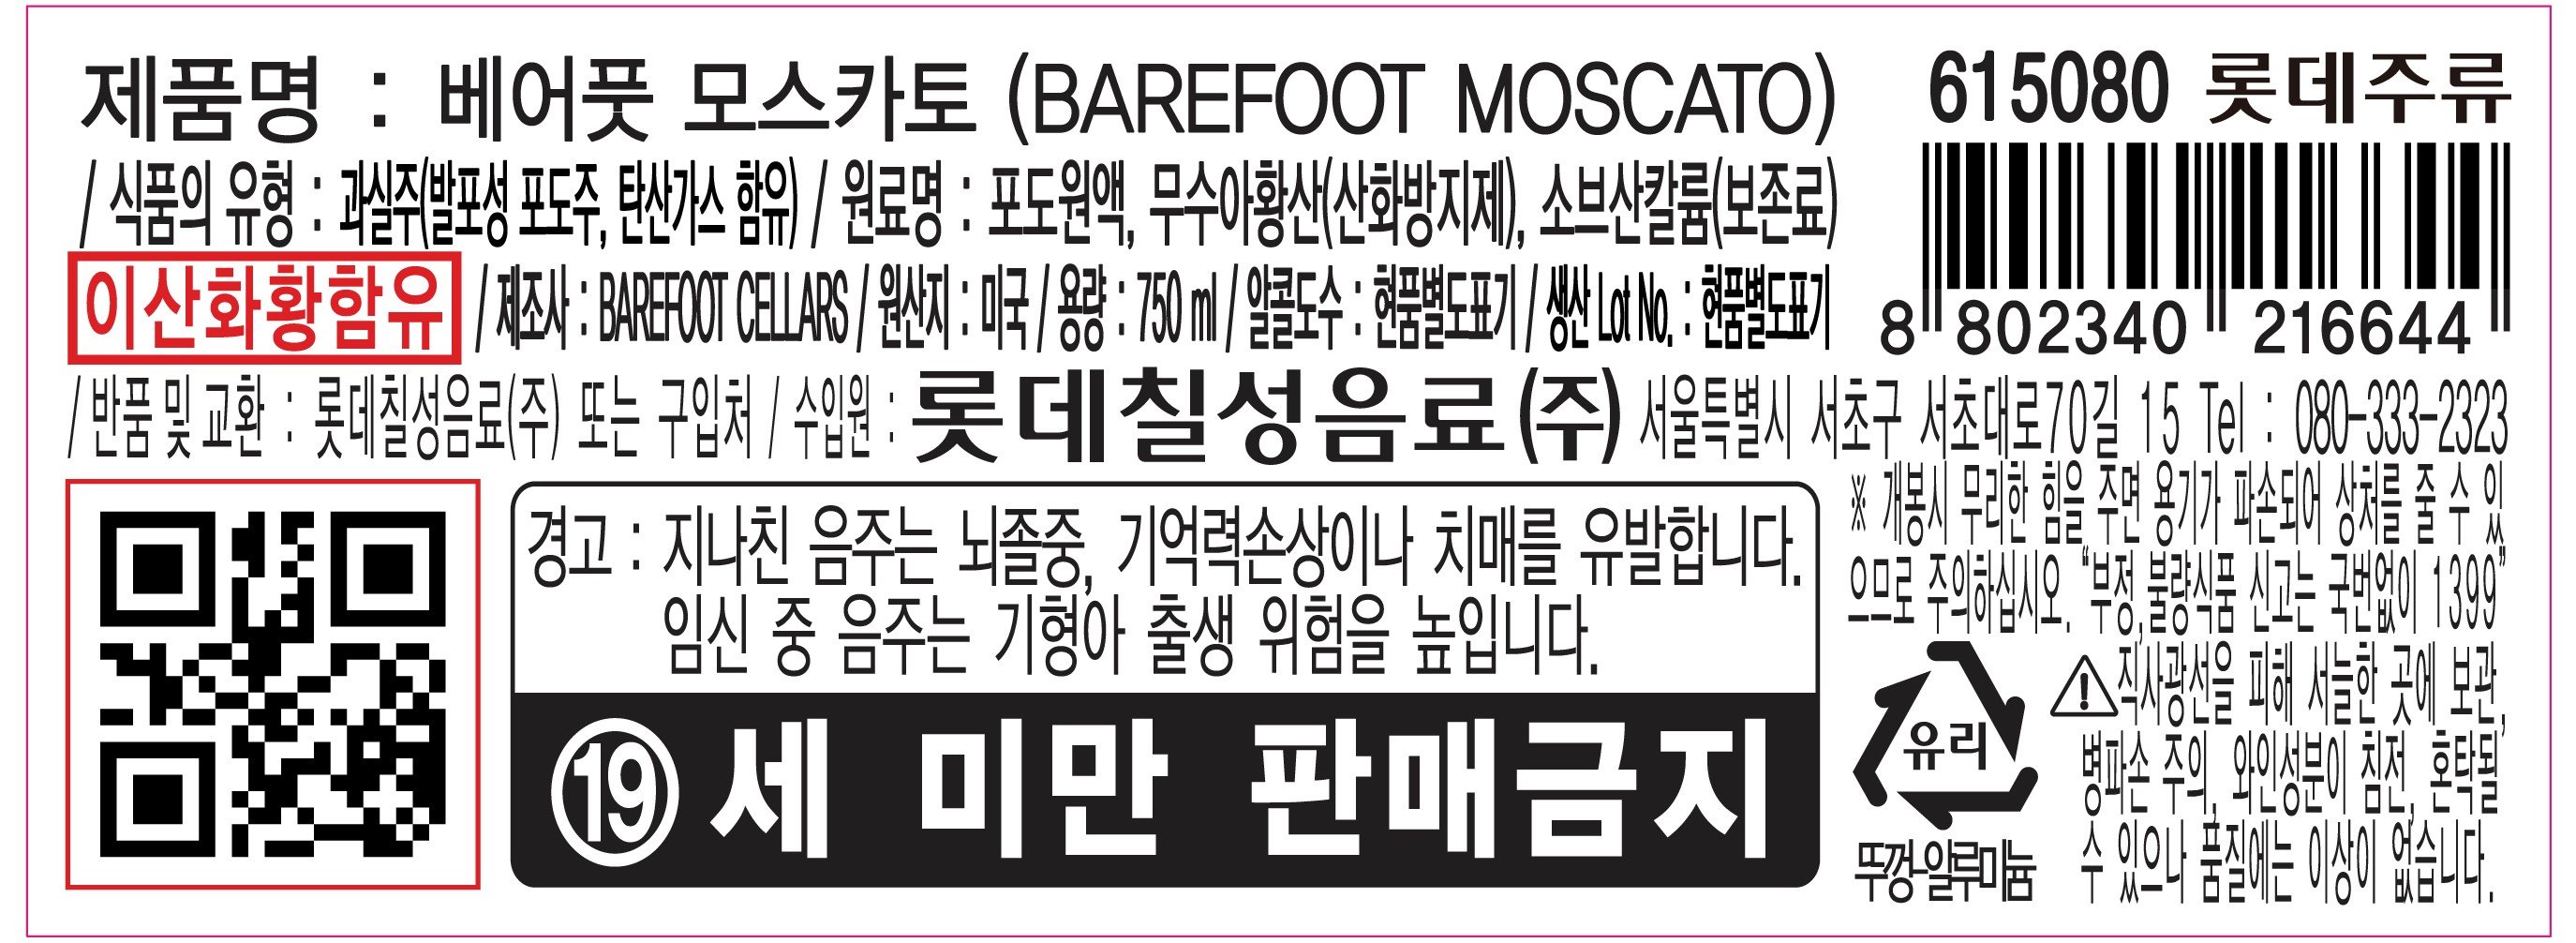 제품명 : 베어풋 모스카토 (BAREFOOT MOSCATO)
615080 롯데주류
/ 식품의 유형 : 과실주(발포성 포도주, 탄산가스 함유) / 원료명 : 포도원액, 무수아황산(산화방지제), 소브산칼륨(보존료)
이산화황함유 / 제조사 : BAREFOOT CELLARS / 원산지 : 미국 / 용량 : 750 ml / 알콜도수 : 현품별도표기 / 생산 Lot No. : 현품별도표기
8 802340 216644
/ 반품 및 교환 : 롯데칠성음료(주) 또는 구입처 / 수입원 : 롯데칠성음료(주) 서울특별시 서초구 서초대로70길 15 Tel : 080-333-2323
경고 : 지나친 음주는 뇌졸중, 기억력손상이나 치매를 유발합니다.
임신 중 음주는 기형아 출생 위험을 높입니다.
⑲세 미만 판매금지
※ 개봉시 무리한 힘을 주면 용기가 파손되어 상처를 줄 수 있
으므로 주의하십시오. “부정,불량식품 신고는 국번없이 1399”
유리
뚜껑-알루미늄
직사광선을 피해 서늘한 곳에 보관,
병파손 주의, 와인성분이 침전, 혼탁될
수 있으나 품질에는 이상이 없습니다.